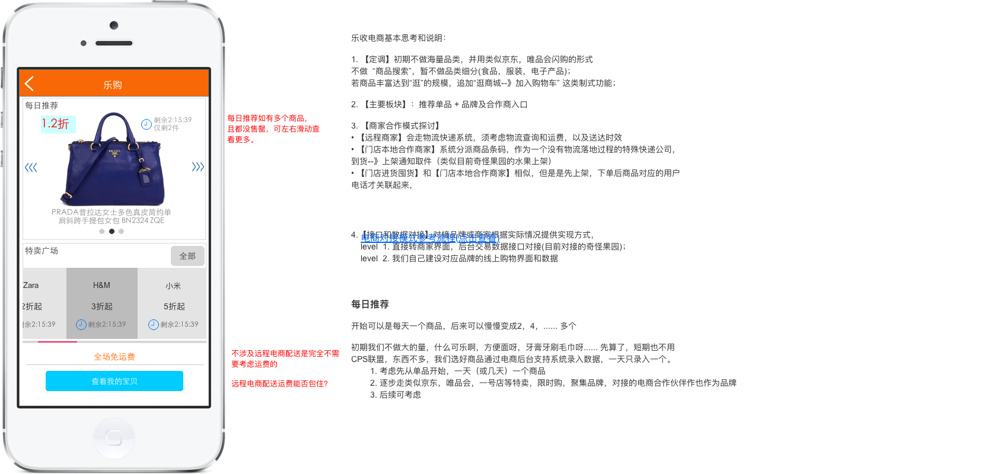 乐购
每日推荐
1.2折
剩余2:15:39
仅剩2件
PRADA
PRADA普拉达女士多色真皮简约单
肩斜跨手提包女包 BN2324 ZQE
特卖广场
全部
Zara
H&M
小米
2折起
3折起
5折起
余2:15:39
剩余2:15:39
剩余2:15:39
全场免运费
查看我的宝贝
每日推荐如有多个商品，
且都没售罄，可左右滑动查
看更多。
不涉及远程电商配送是完全不需
要考虑运费的
远程电商配送运费能否包住?
乐收电商基本思考和说明：
1. 【定调】初期不做海量品类，并用类似京东，唯品会闪购的形式
不做 “商品搜索”，暂不做品类细分(食品，服装，电子产品)；
若商品丰富达到“逛”的规模，追加“逛商城--》加入购物车” 这类制式功能；
2. 【主要板块】：推荐单品 + 品牌及合作商入口
3. 【商家合作模式探讨】
• 【远程商家】会走物流快递系统，须考虑物流查询和运费，以及送达时效
• 【门店本地合作商家】系统分派商品条码，作为一个没有物流落地过程的特殊快递公司，
到货--》上架通知取件（类似目前奇怪果园的水果上架）
• 【门店进货囤货】和【门店本地合作商家】相似，但是是先上架，下单后商品对应的用户
电话才关联起来，
4. 【接口和数据对接】对接品牌或商家根据实际情况提供实现方式，
电商对接模式参考流程(点击查看)
level 1. 直接转商家界面，后台交易数据接口对接(目前对接的奇怪果园)；
level 2. 我们自己建设对应品牌的线上购物界面和数据
每日推荐
开始可以是每天一个商品，后来可以慢慢变成2，4，...... 多个
初期我们不做大的量，什么可乐啊，方便面呀，牙膏牙刷毛巾呀...... 先算了，短期也不用
CPS联盟，东西不多，我们选好商品通过电商后台支持系统录入数据，一天只录入一个。
1. 考虑先从单品开始，一天（或几天）一个商品
2. 逐步走类似京东，唯品会，一号店等特卖，限时购，聚集品牌，对接的电商合作伙伴作也作为品牌
3. 后续可考虑